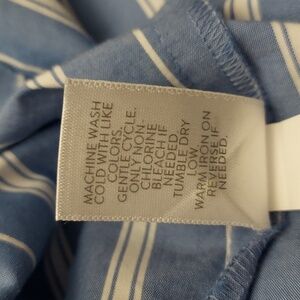 MACHINE WASH
COLD WITH LIKE
COLORS.
GENTLE CYCLE.
ONLY NON-
CHLORINE
BLEACH IF
NEEDED.
TUMBLE DRY
LOW.
WARM IRON ON
REVERSE IF
NEEDED.